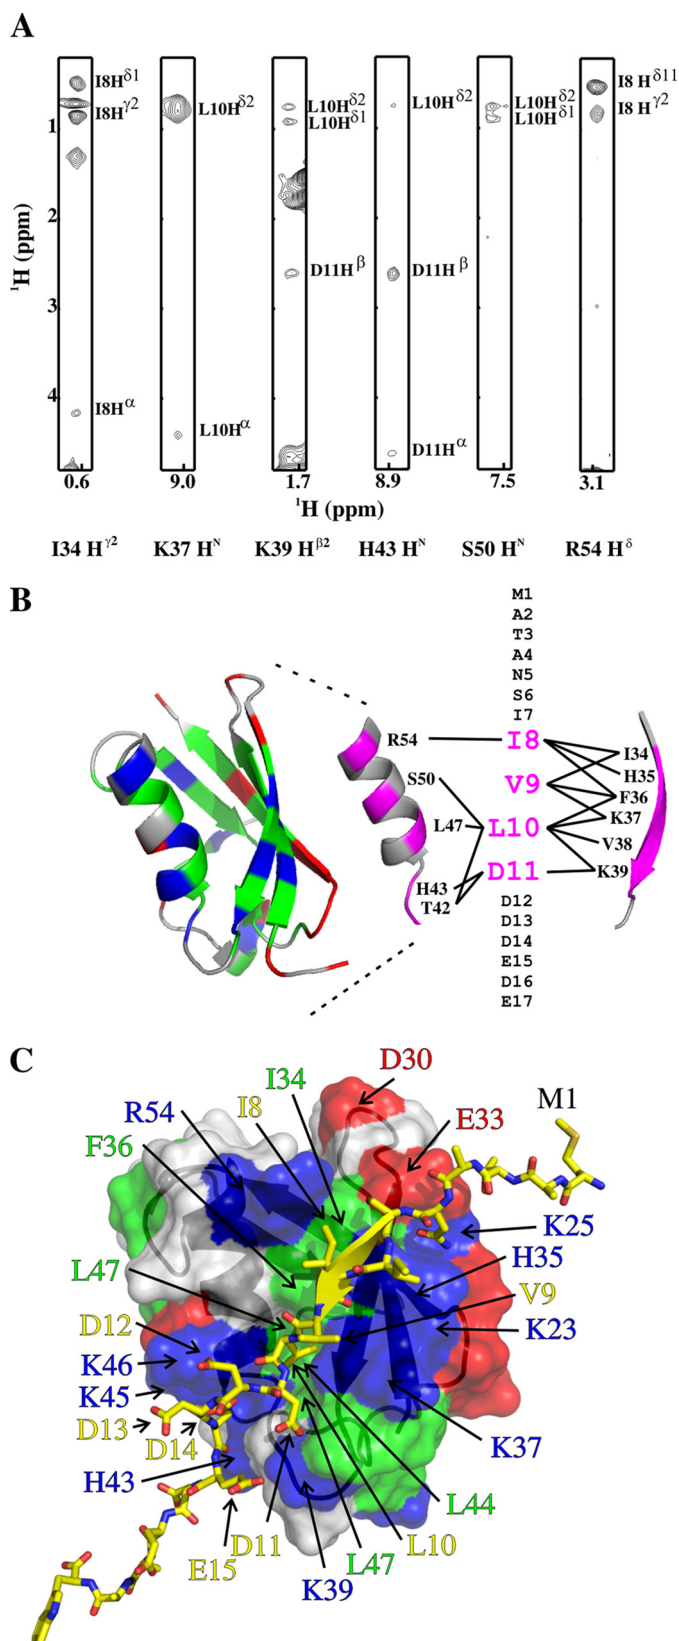 A
I8Hδ1
I8Hγ2
I8Hα
L10Hδ2
L10Hα
L10Hδ2
L10Hδ1
D11Hβ
L10Hδ2
D11Hβ
D11Hα
L10Hδ2
L10Hδ1
I8 Hδ11
I8 Hγ2
1
2
3
4
¹H (ppm)
0.6 9.0 1.7 8.9 7.5 3.1
¹H (ppm)
I34 Hγ2 K37 HN K39 Hβ2 H43 HN S50 HN R54 Hδ
B
M1
A2
T3
A4
N5
S6
I7
I8
V9
L10
D11
D12
D13
D14
E15
D16
E17
R54
S50
L47
H43
T42
I34
H35
F36
K37
V38
K39
C
D30
I34
I8
M1
R54
E33
F36
K25
H35
L47
V9
D12
K23
K46
K45
D13
D14
K37
H43
L44
D11
L10
E15
L47
K39